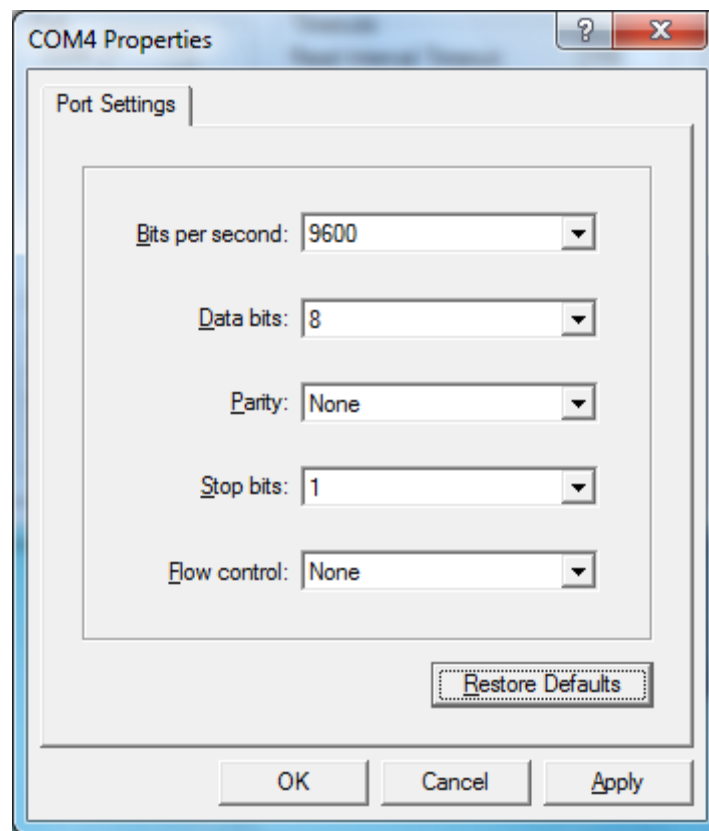 COM4 Properties
Port Settings
Bits per second: 9600
Data bits: 8
Parity: None
Stop bits: 1
Flow control: None
Restore Defaults
OK Cancel Apply